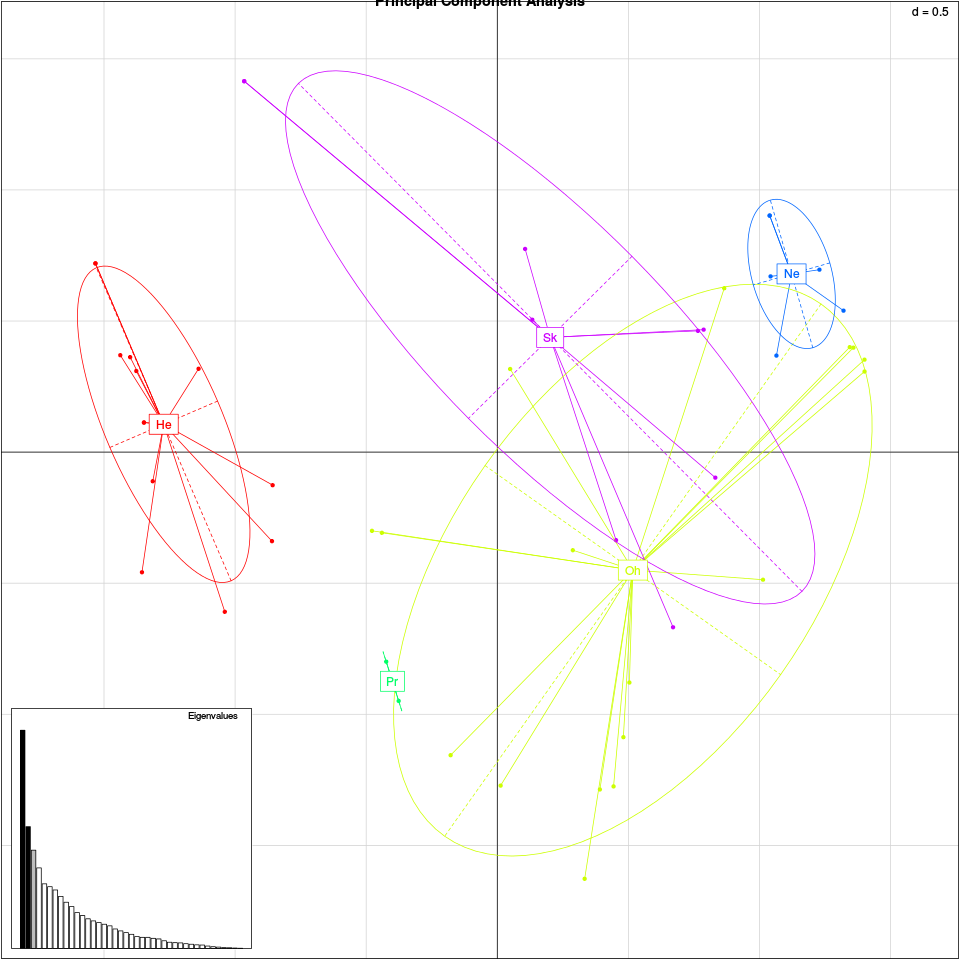 Principal Component Analysis
d = 0.5
Ne
Sk
He
Oh
Pr
Eigenvalues